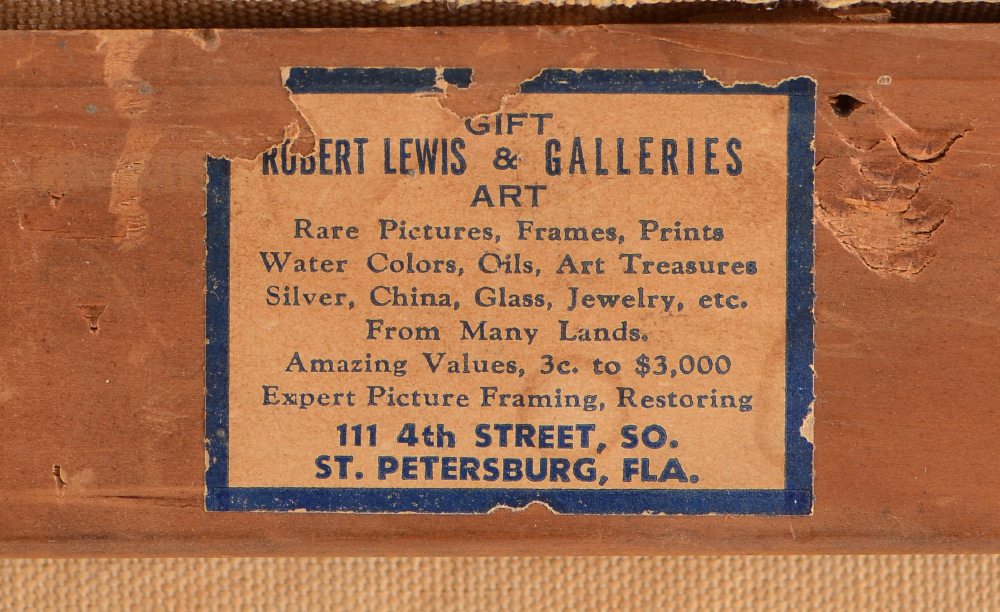 GIFT
ROBERT LEWIS & GALLERIES
ART
Rare Pictures, Frames, Prints
Water Colors, Oils, Art Treasures
Silver, China, Glass, Jewelry, etc.
From Many Lands.
Amazing Values, 3c. to $3,000
Expert Picture Framing, Restoring
111 4th STREET, SO.
ST. PETERSBURG, FLA.